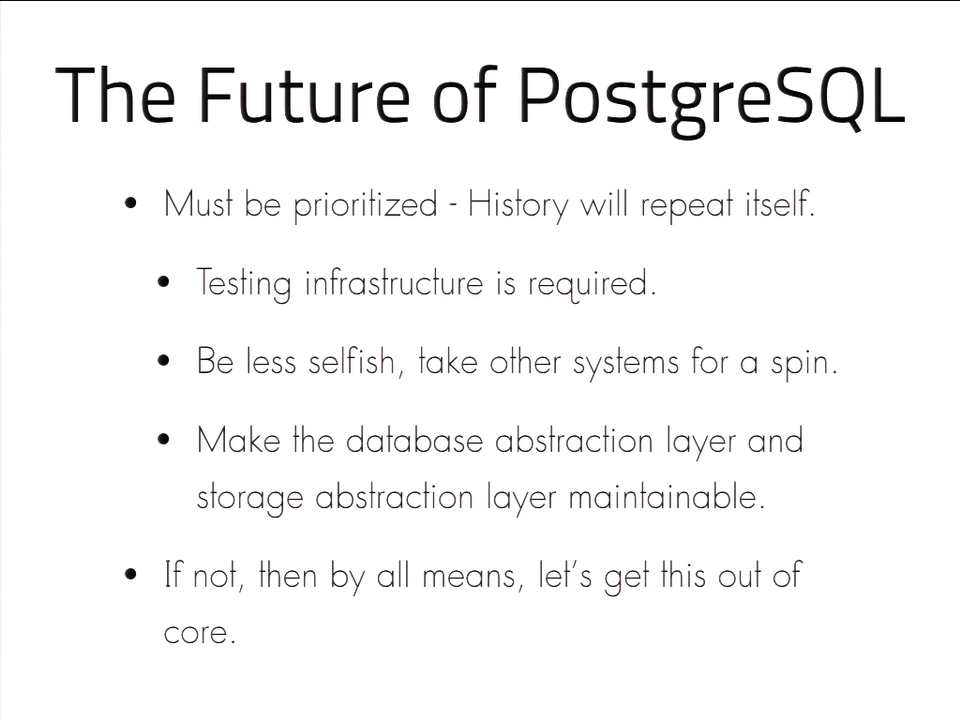 The Future of PostgreSQL
• Must be prioritized - History will repeat itself.
• Testing infrastructure is required.
• Be less selfish, take other systems for a spin.
• Make the database abstraction layer and
storage abstraction layer maintainable.
• If not, then by all means, let's get this out of
core.